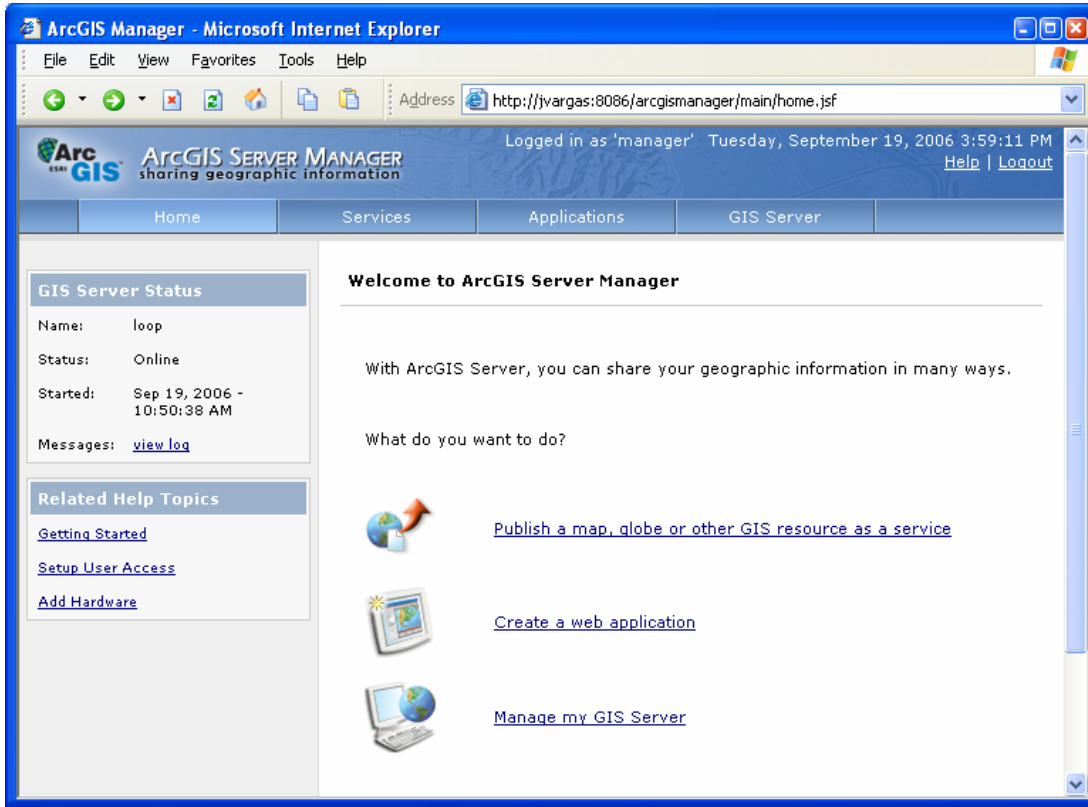 ArcGIS Manager - Microsoft Internet Explorer
File Edit View Favorites Tools Help
Address http://jvargas:8086/arcgismanager/main/home.jsf
Arc
ESRI GIS
ArcGIS Server Manager
sharing geographic information
Logged in as 'manager' Tuesday, September 19, 2006 3:59:11 PM
Help | Logout
Home Services Applications GIS Server
GIS Server Status
Name: loop
Status: Online
Started: Sep 19, 2006 -
10:50:38 AM
Messages: view log
Related Help Topics
Getting Started
Setup User Access
Add Hardware
Welcome to ArcGIS Server Manager
With ArcGIS Server, you can share your geographic information in many ways.
What do you want to do?
Publish a map, globe or other GIS resource as a service
Create a web application
Manage my GIS Server